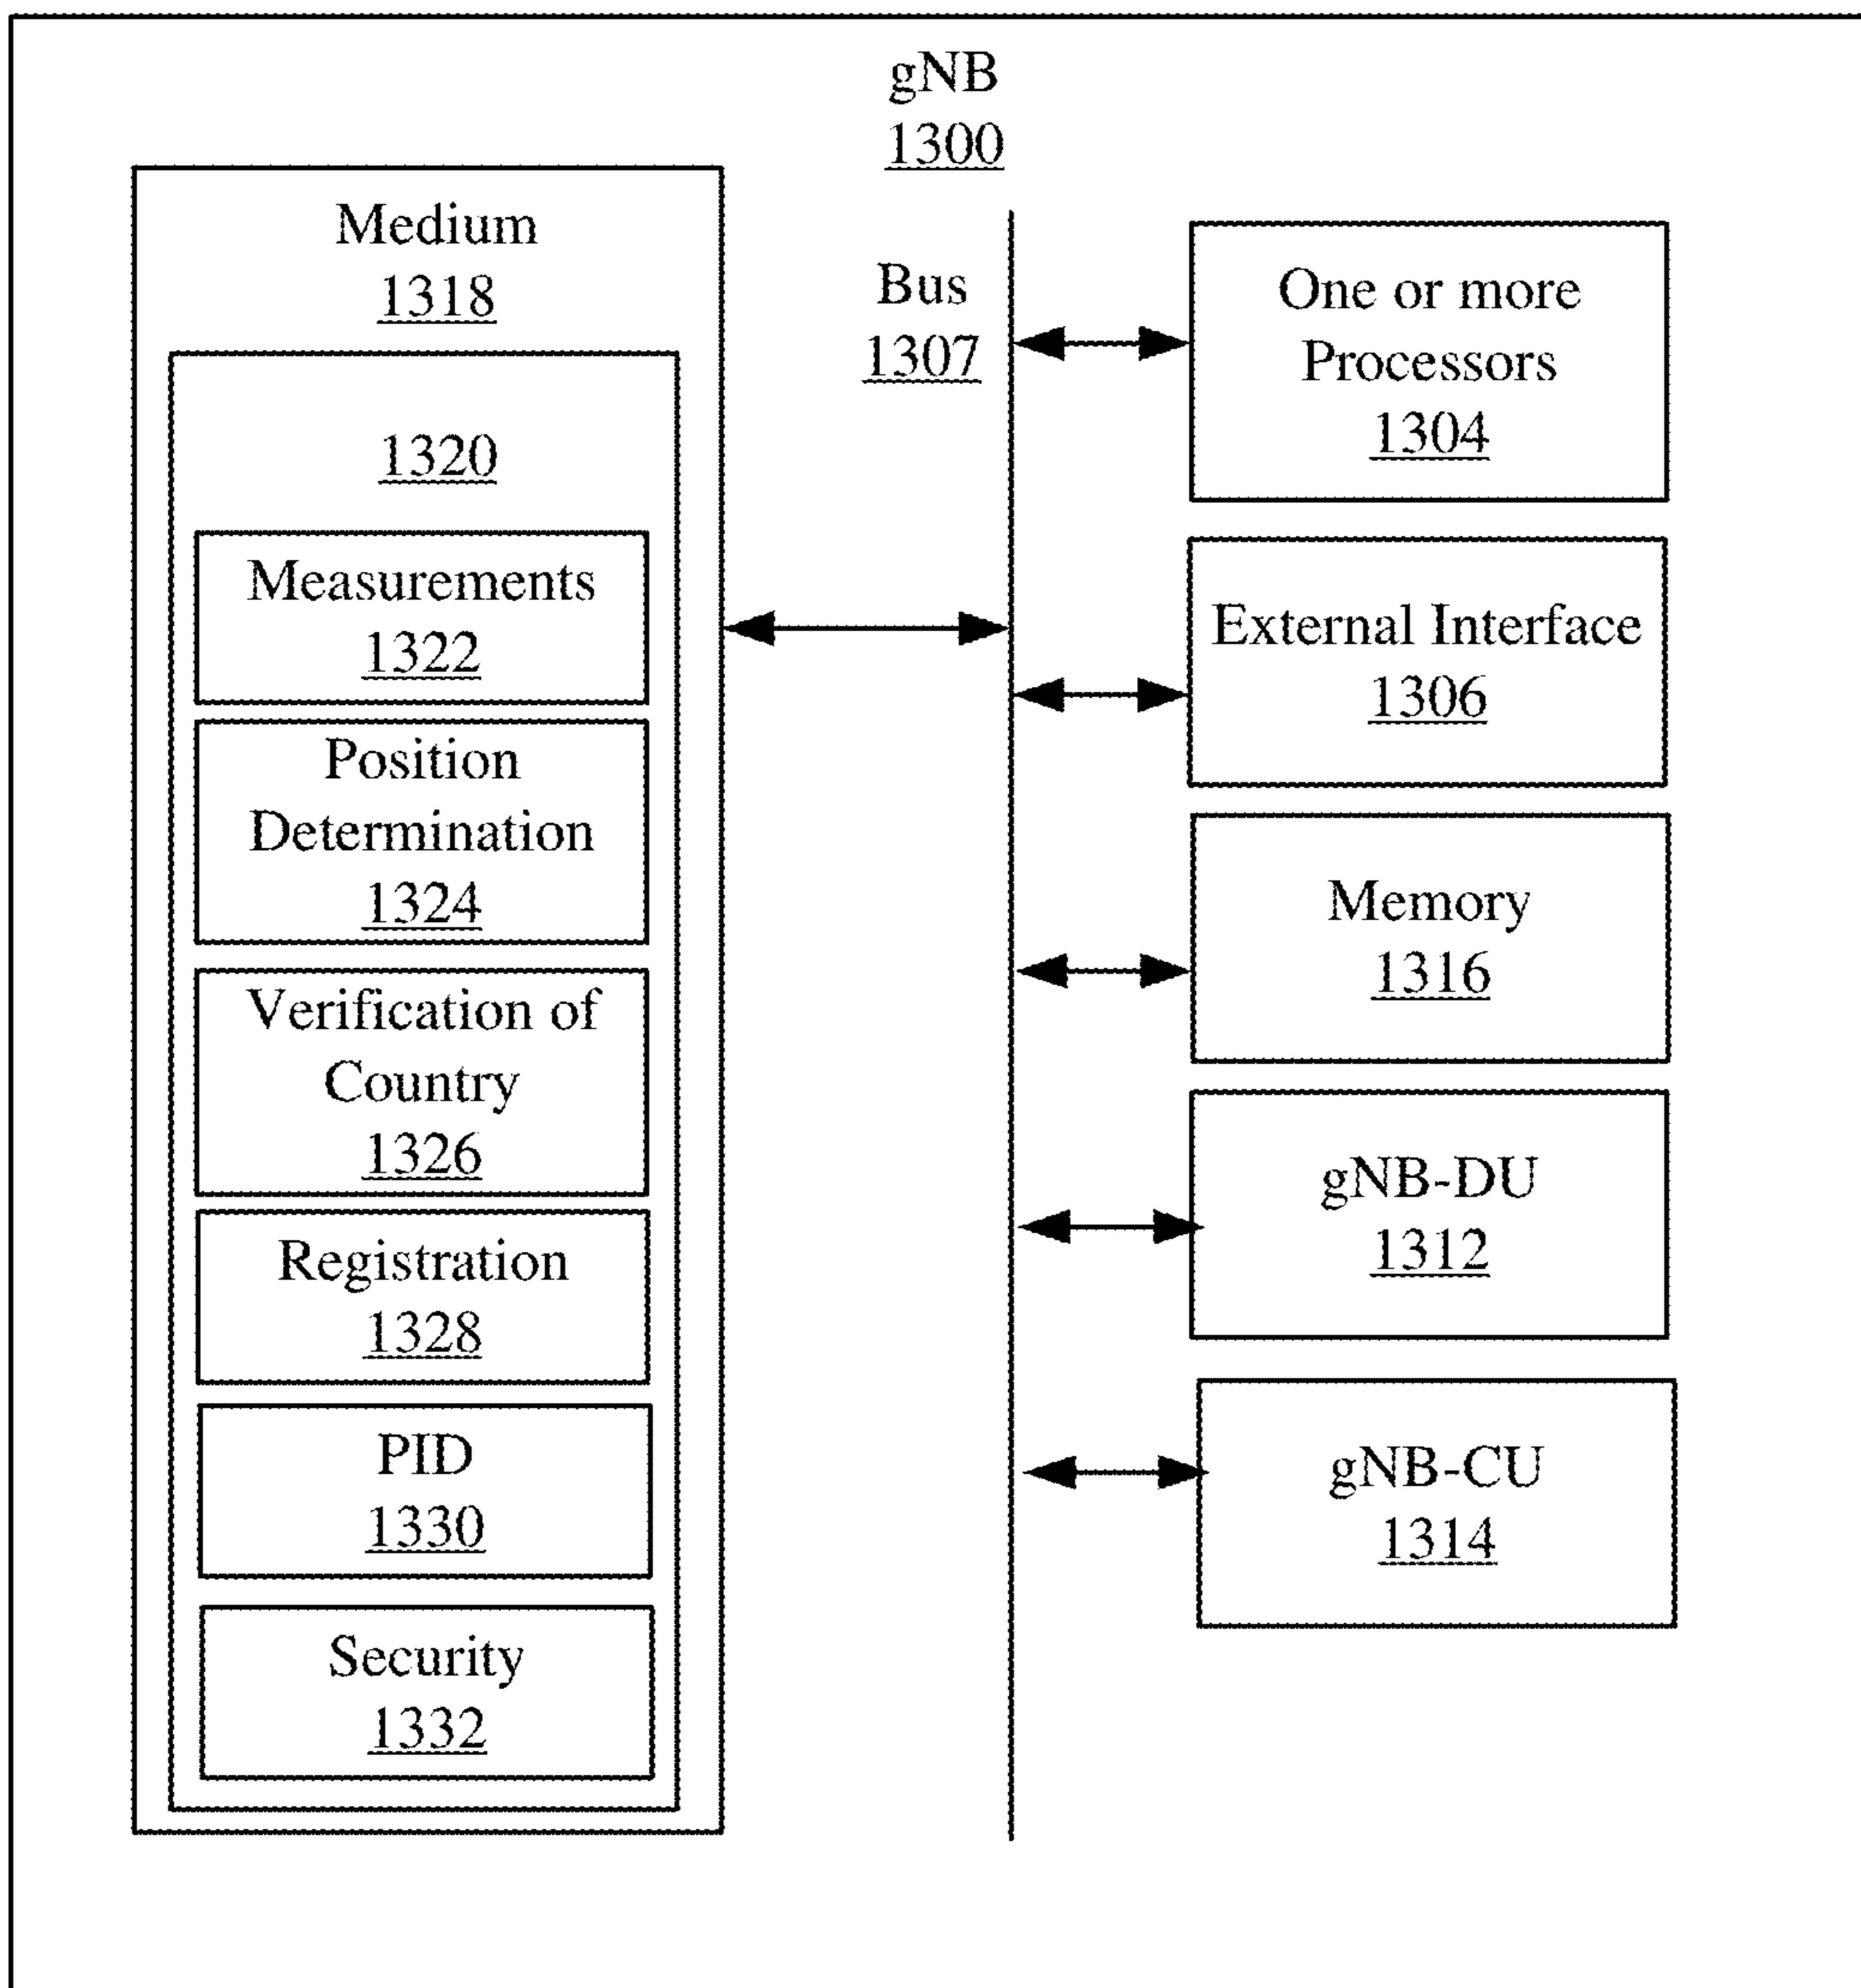 gNB
1300
Medium
1318
1320
Measurements
1322
Position
Determination
1324
Verification of
Country
1326
Registration
1328
PID
1330
Security
1332
Bus
1307
One or more
Processors
1304
External Interface
1306
Memory
1316
gNB-DU
1312
gNB-CU
1314